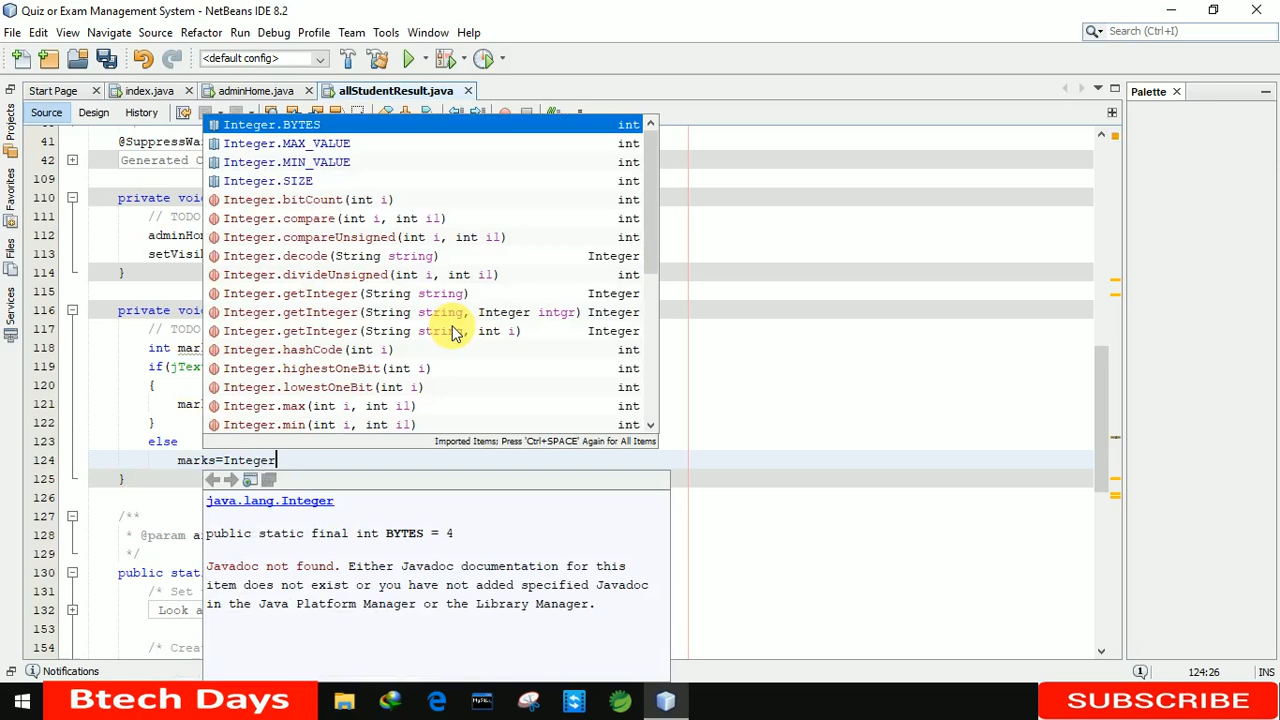 Quiz or Exam Management System - NetBeans IDE 8.2
File Edit View Navigate Source Refactor Run Debug Profile Team Tools Window Help
Search (Ctrl+I)
<default config>
Start Page index.java adminHome.java allStudentResult.java
Palette
Source Design History
Projects
Favorites
Files
Services
41 @SuppressWa
42 Generated C
109
110 private voi
111 // TODO
112 adminHo
113 setVisi
114 }
115
116 private voi
117 // TODO
118 int mark
119 if(jTex
120 {
121 mar
122 }
123 else
124 marks=Integer
125 }
126
127 /**
128 * @param a
129 */
130 public stat
131 /* Set
132 Look a
153
154 /* Crea
Integer.BYTES int
Integer.MAX_VALUE int
Integer.MIN_VALUE int
Integer.SIZE int
Integer.bitCount(int i) int
Integer.compare(int i, int i1) int
Integer.compareUnsigned(int i, int i1) int
Integer.decode(String string) Integer
Integer.divideUnsigned(int i, int i1) int
Integer.getInteger(String string) Integer
Integer.getInteger(String string, Integer intgr) Integer
Integer.getInteger(String string, int i) Integer
Integer.hashCode(int i) int
Integer.highestOneBit(int i) int
Integer.lowestOneBit(int i) int
Integer.max(int i, int i1) int
Integer.min(int i, int i1) int
Imported Items; Press 'Ctrl+SPACE' Again for All Items
java.lang.Integer
public static final int BYTES = 4
Javadoc not found. Either Javadoc documentation for this
item does not exist or you have not added specified Javadoc
in the Java Platform Manager or the Library Manager.
Notifications
124:26 INS
Btech Days
SUBSCRIBE